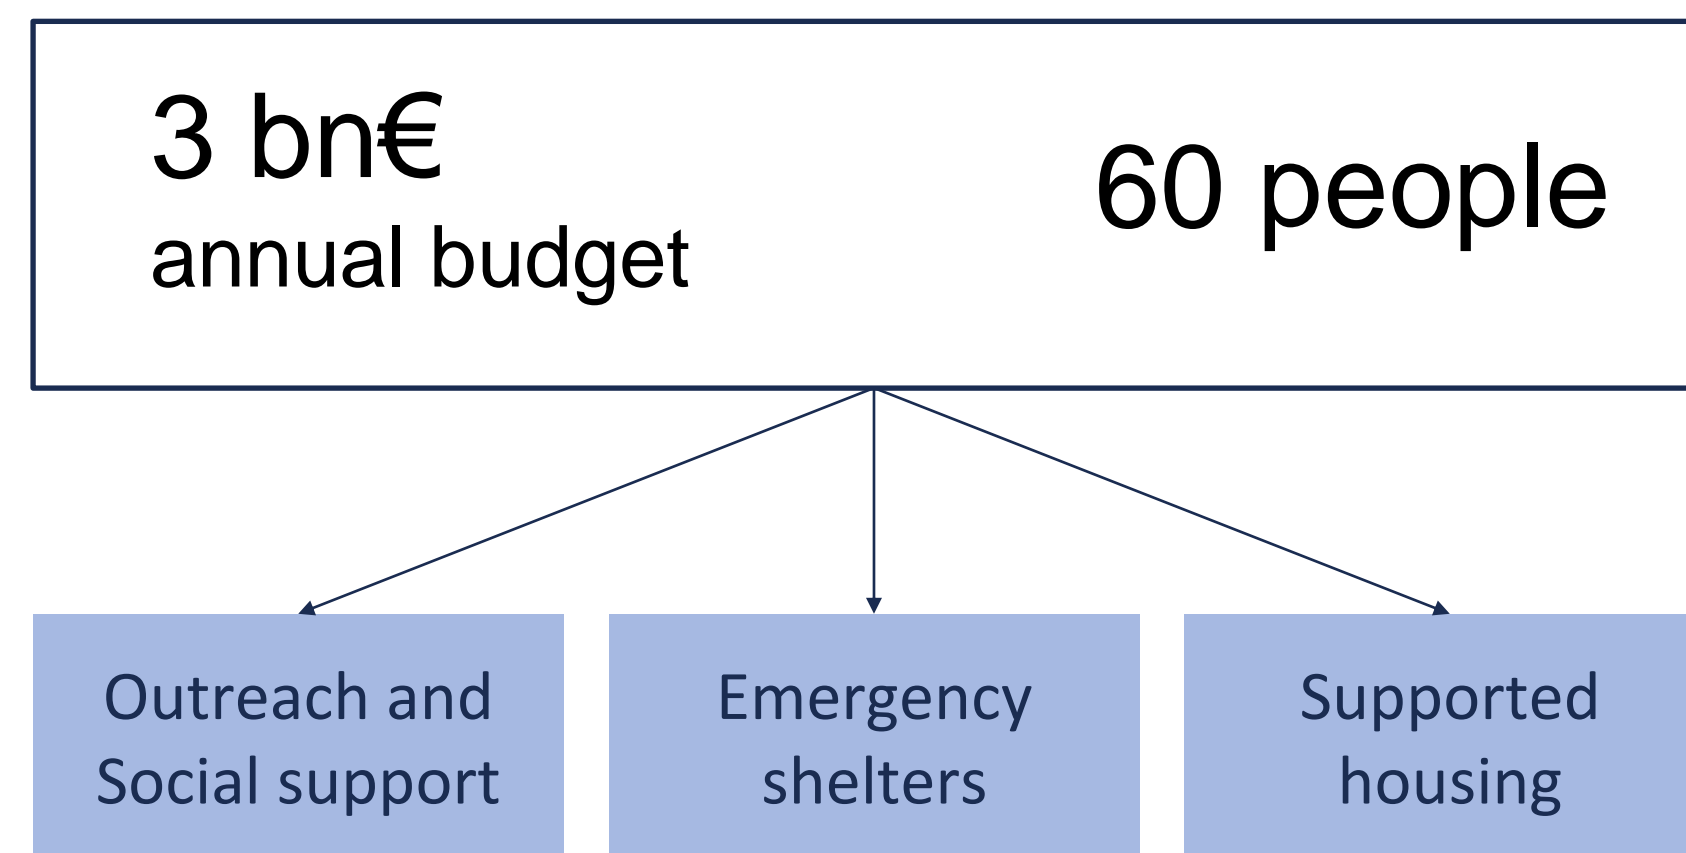 3 bn€
annual budget
60 people
Outreach and
Social support
Emergency
shelters
Supported
housing